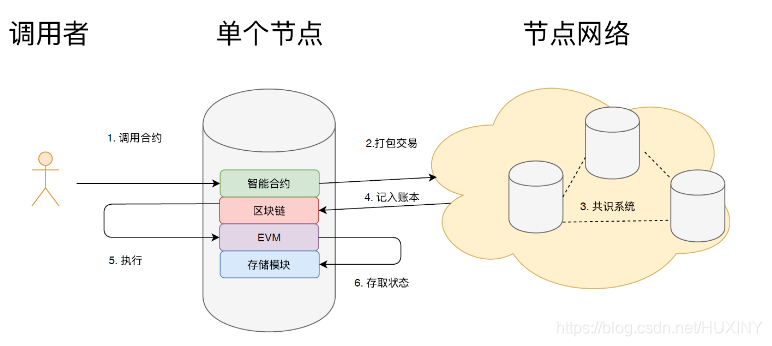 调用者
单个节点
节点网络
1. 调用合约
2.打包交易
智能合约
4. 记入账本
区块链
3. 共识系统
EVM
5. 执行
存储模块
6. 存取状态
https://blog.csdn.net/HUXINY